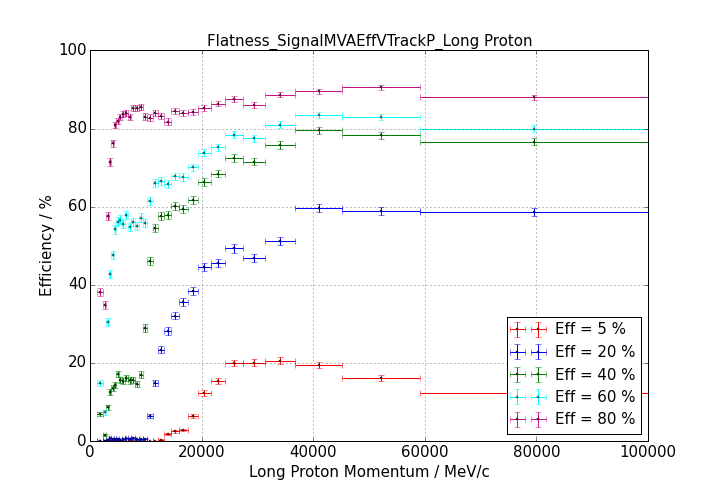 Flatness_SignalMVAEffVTrackP_Long Proton
100
80
60
40
20
0
Efficiency / %
0 20000 40000 60000 80000 100000
Long Proton Momentum / MeV/c
Eff = 5 %
Eff = 20 %
Eff = 40 %
Eff = 60 %
Eff = 80 %